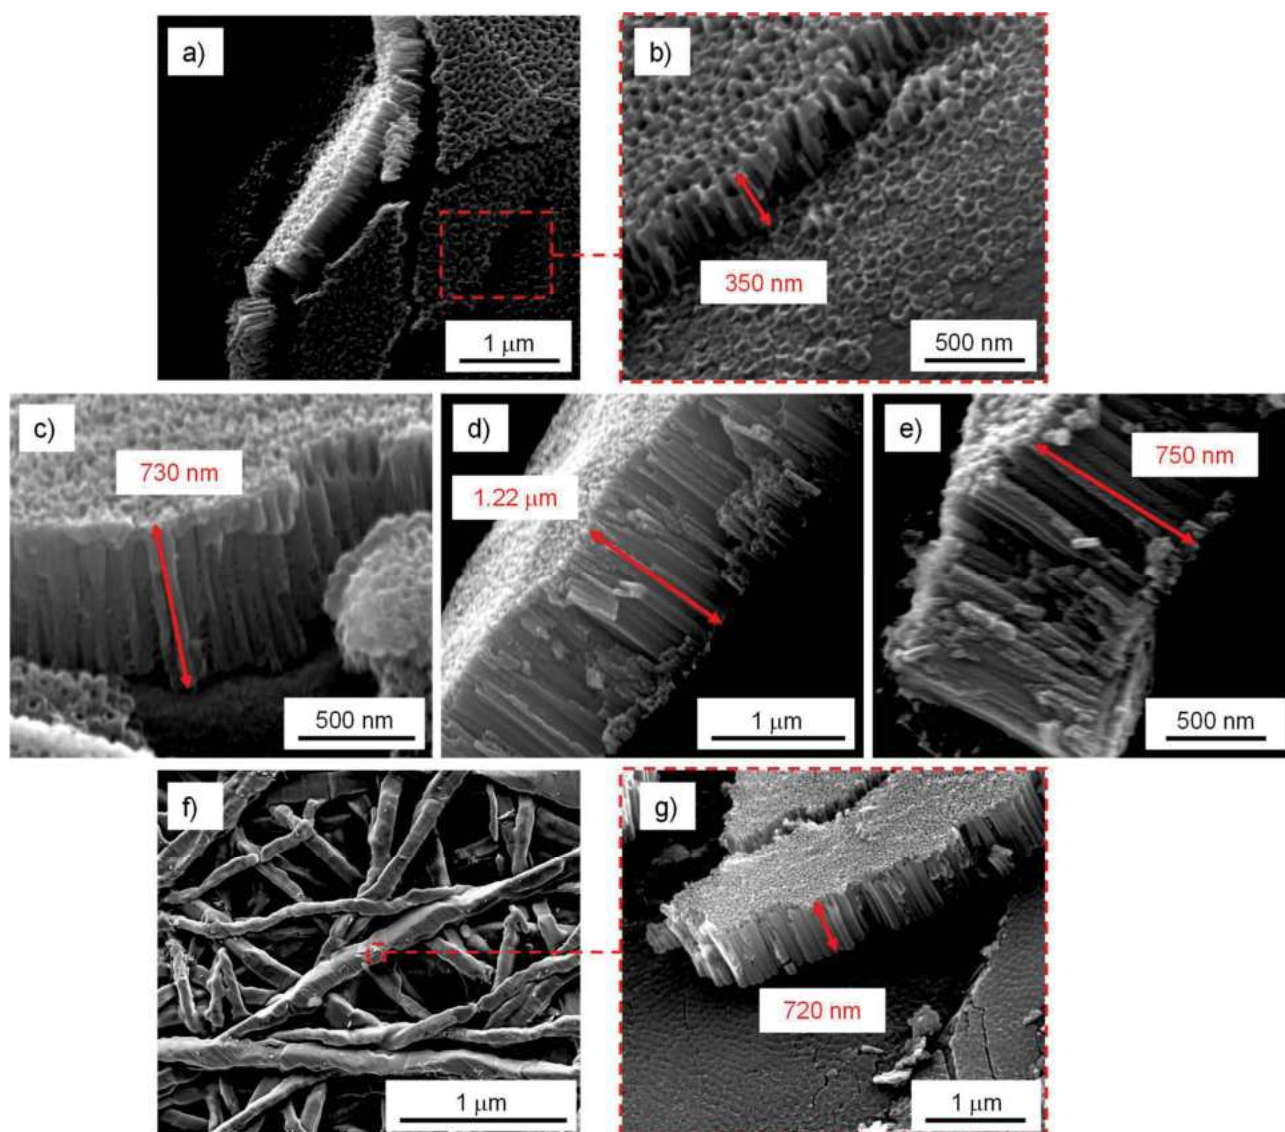 a)
1 μm
b)
350 nm
500 nm
c)
730 nm
500 nm
d)
1.22 μm
1 μm
e)
750 nm
500 nm
f)
1 μm
g)
720 nm
1 μm